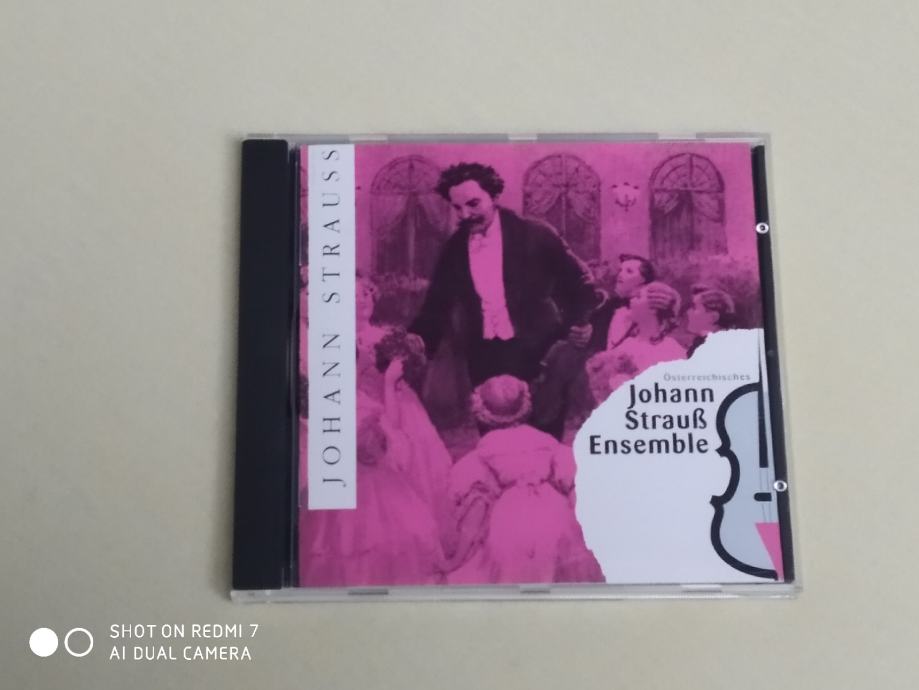 JOHANN STRAUSS
Österreichisches
Johann
Strauß
Ensemble
SHOT ON REDMI 7
AI DUAL CAMERA